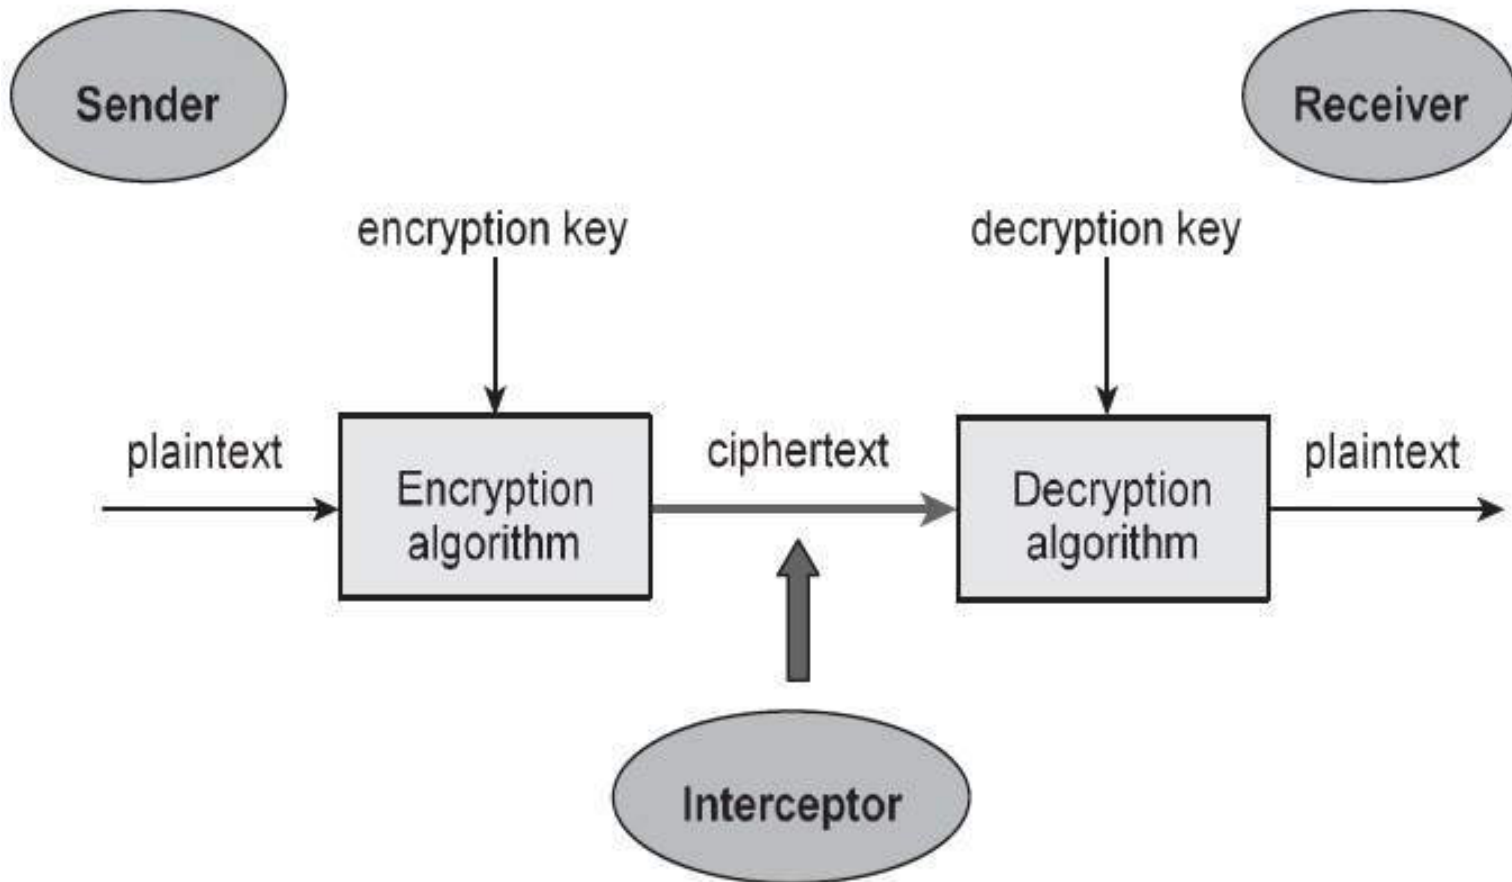 Sender
Receiver
encryption key
decryption key
plaintext
Encryption
algorithm
ciphertext
Decryption
algorithm
plaintext
Interceptor